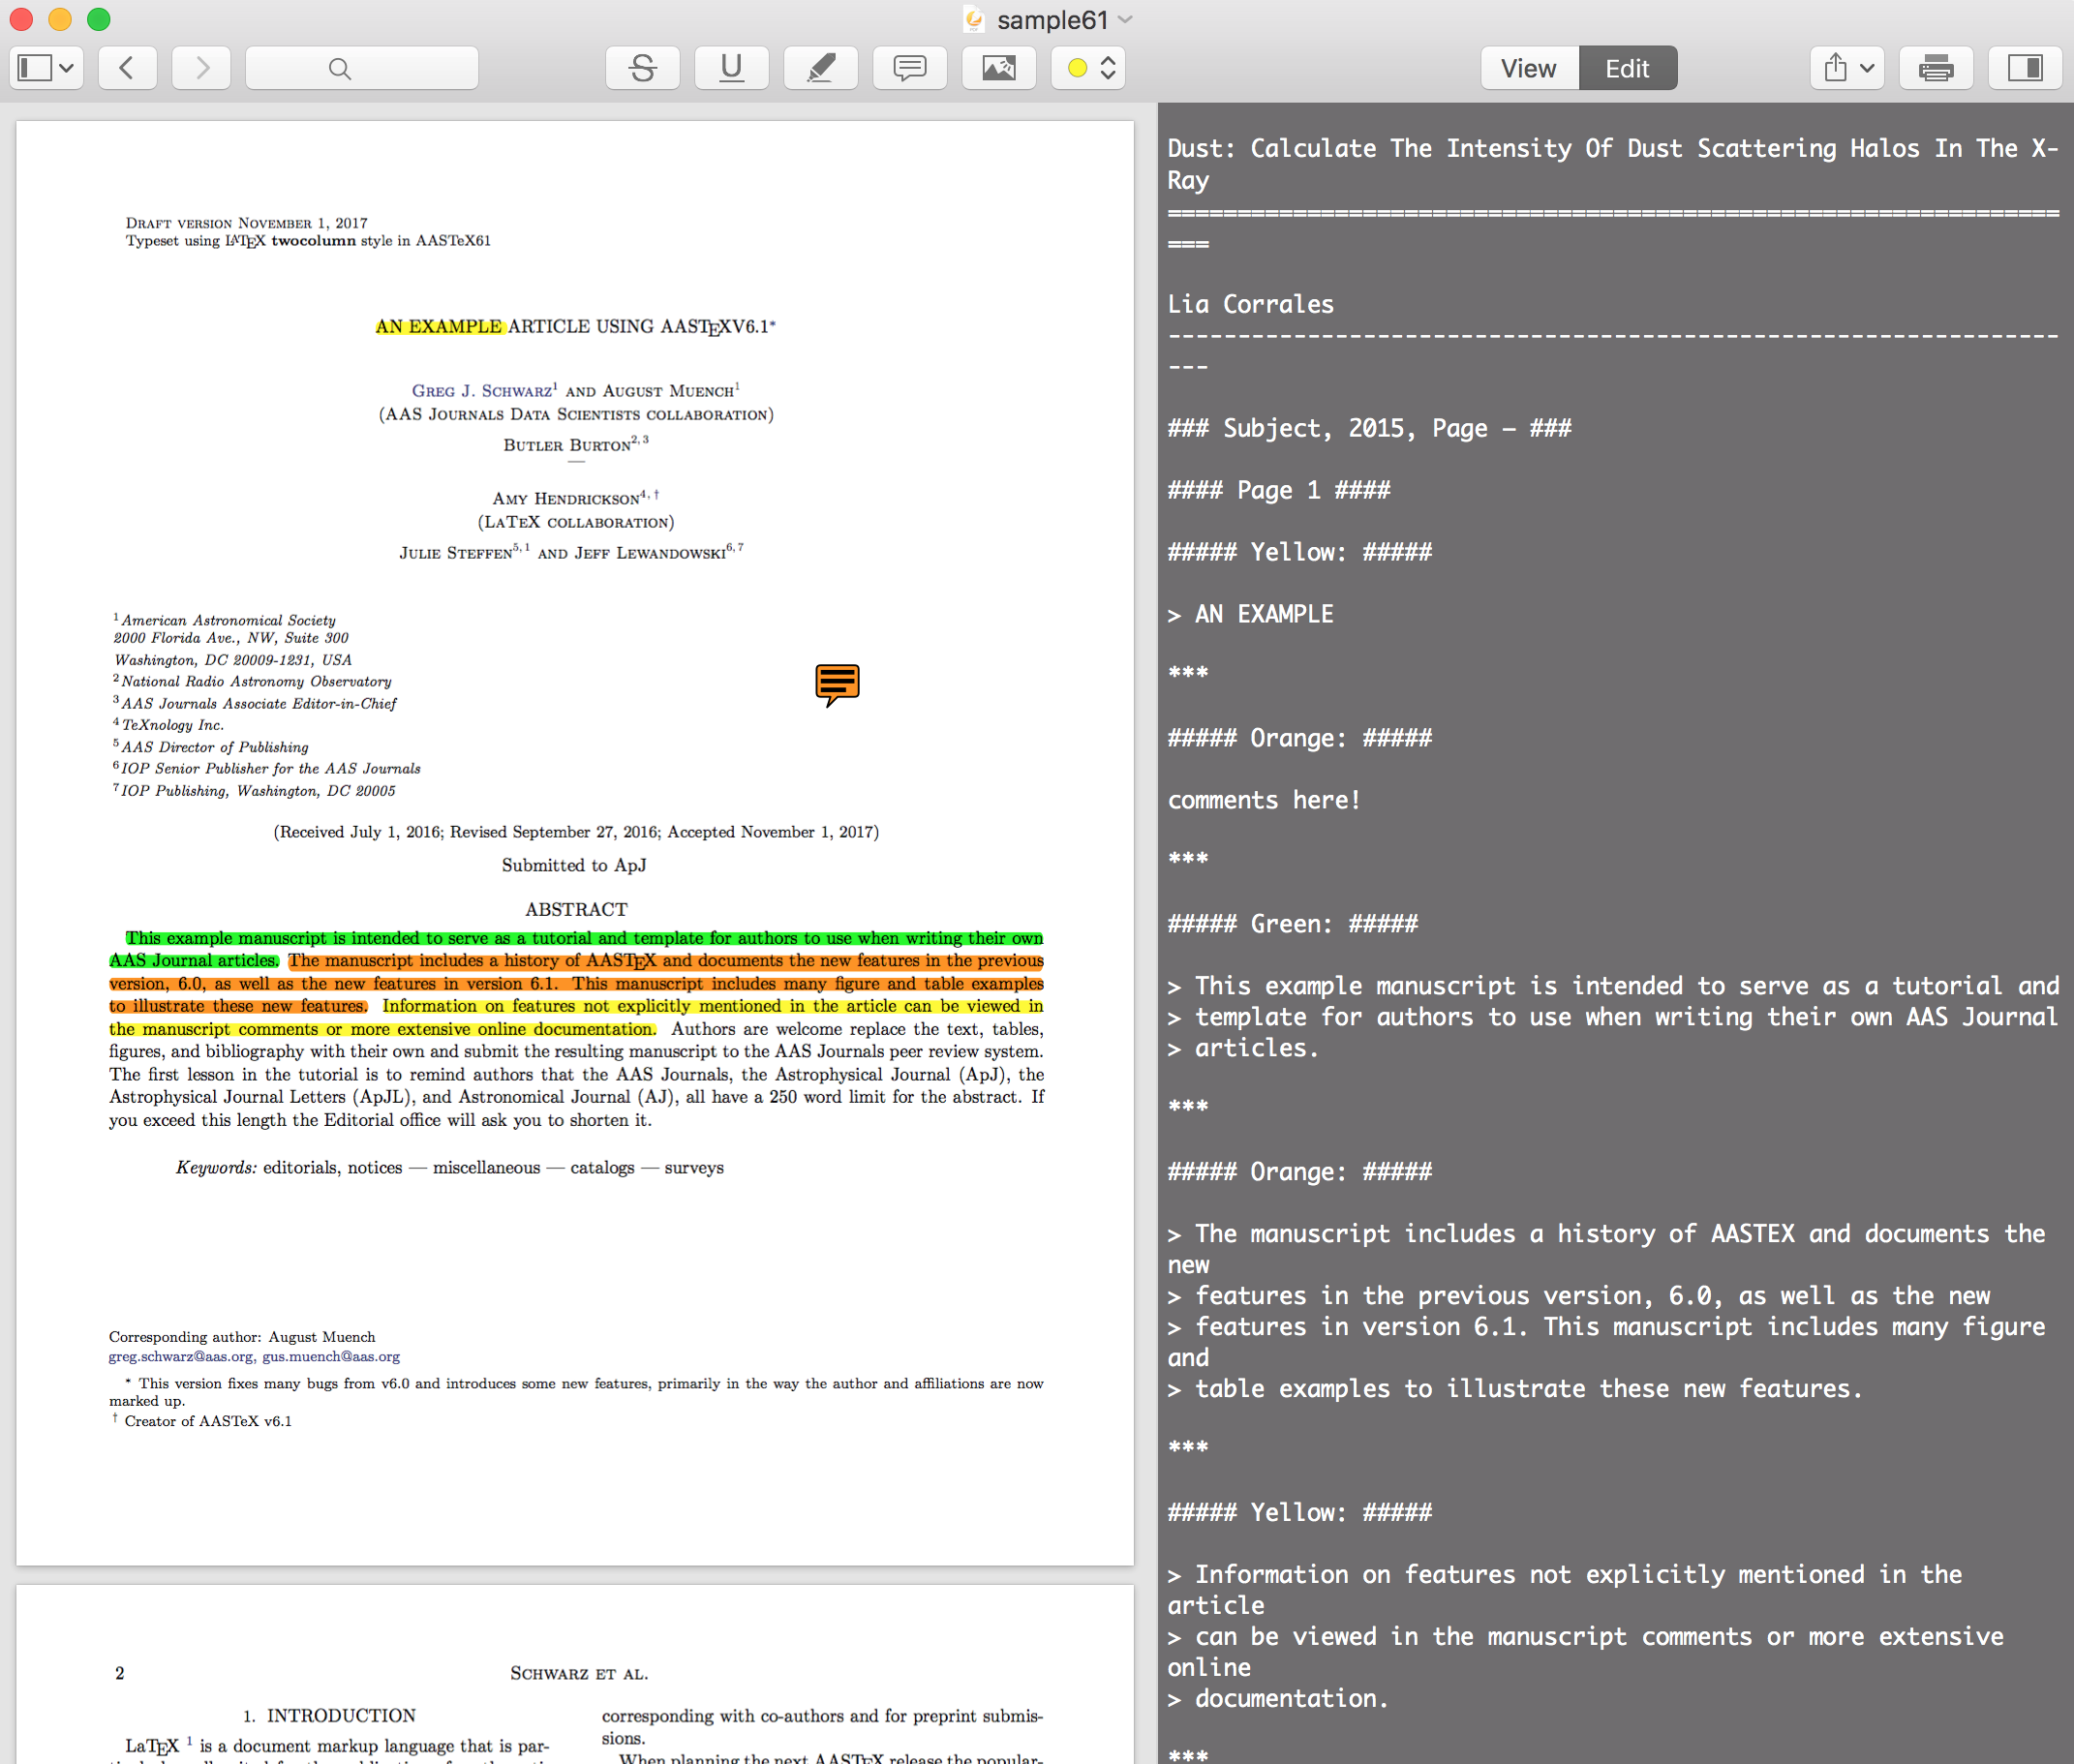 sample61
View Edit
DRAFT VERSION NOVEMBER 1, 2017
Typeset using LATEX twocolumn style in AASTeX61
AN EXAMPLE ARTICLE USING AASTEXV6.1*
GREG J. SCHWARZ1 AND AUGUST MUENCH1
(AAS JOURNALS DATA SCIENTISTS COLLABORATION)
BUTLER BURTON2, 3
—
AMY HENDRICKSON4, †
(LATEX COLLABORATION)
JULIE STEFFEN5, 1 AND JEFF LEWANDOWSKI6, 7
1 American Astronomical Society
2000 Florida Ave., NW, Suite 300
Washington, DC 20009-1231, USA
2 National Radio Astronomy Observatory
3 AAS Journals Associate Editor-in-Chief
4 TeXnology Inc.
5 AAS Director of Publishing
6 IOP Senior Publisher for the AAS Journals
7 IOP Publishing, Washington, DC 20005
(Received July 1, 2016; Revised September 27, 2016; Accepted November 1, 2017)
Submitted to ApJ
ABSTRACT
This example manuscript is intended to serve as a tutorial and template for authors to use when writing their own
AAS Journal articles. The manuscript includes a history of AASTEX and documents the new features in the previous
version, 6.0, as well as the new features in version 6.1. This manuscript includes many figure and table examples
to illustrate these new features. Information on features not explicitly mentioned in the article can be viewed in
the manuscript comments or more extensive online documentation. Authors are welcome replace the text, tables,
figures, and bibliography with their own and submit the resulting manuscript to the AAS Journals peer review system.
The first lesson in the tutorial is to remind authors that the AAS Journals, the Astrophysical Journal (ApJ), the
Astrophysical Journal Letters (ApJL), and Astronomical Journal (AJ), all have a 250 word limit for the abstract. If
you exceed this length the Editorial office will ask you to shorten it.
Keywords: editorials, notices — miscellaneous — catalogs — surveys
Corresponding author: August Muench
greg.schwarz@aas.org, gus.muench@aas.org
* This version fixes many bugs from v6.0 and introduces some new features, primarily in the way the author and affiliations are now
marked up.
† Creator of AASTeX v6.1
2 SCHWARZ ET AL.
1. INTRODUCTION
LATEX 1 is a document markup language that is par-
corresponding with co-authors and for preprint submis-
sions.
When planning the next AASTEX release the popular-
Dust: Calculate The Intensity Of Dust Scattering Halos In The X-
Ray
================================================================
===
Lia Corrales
----------------------------------------------------------------
---
### Subject, 2015, Page – ###
#### Page 1 ####
##### Yellow: #####
> AN EXAMPLE
***
##### Orange: #####
comments here!
***
##### Green: #####
> This example manuscript is intended to serve as a tutorial and
> template for authors to use when writing their own AAS Journal
> articles.
***
##### Orange: #####
> The manuscript includes a history of AASTEX and documents the
new
> features in the previous version, 6.0, as well as the new
> features in version 6.1. This manuscript includes many figure
and
> table examples to illustrate these new features.
***
##### Yellow: #####
> Information on features not explicitly mentioned in the
article
> can be viewed in the manuscript comments or more extensive
online
> documentation.
***